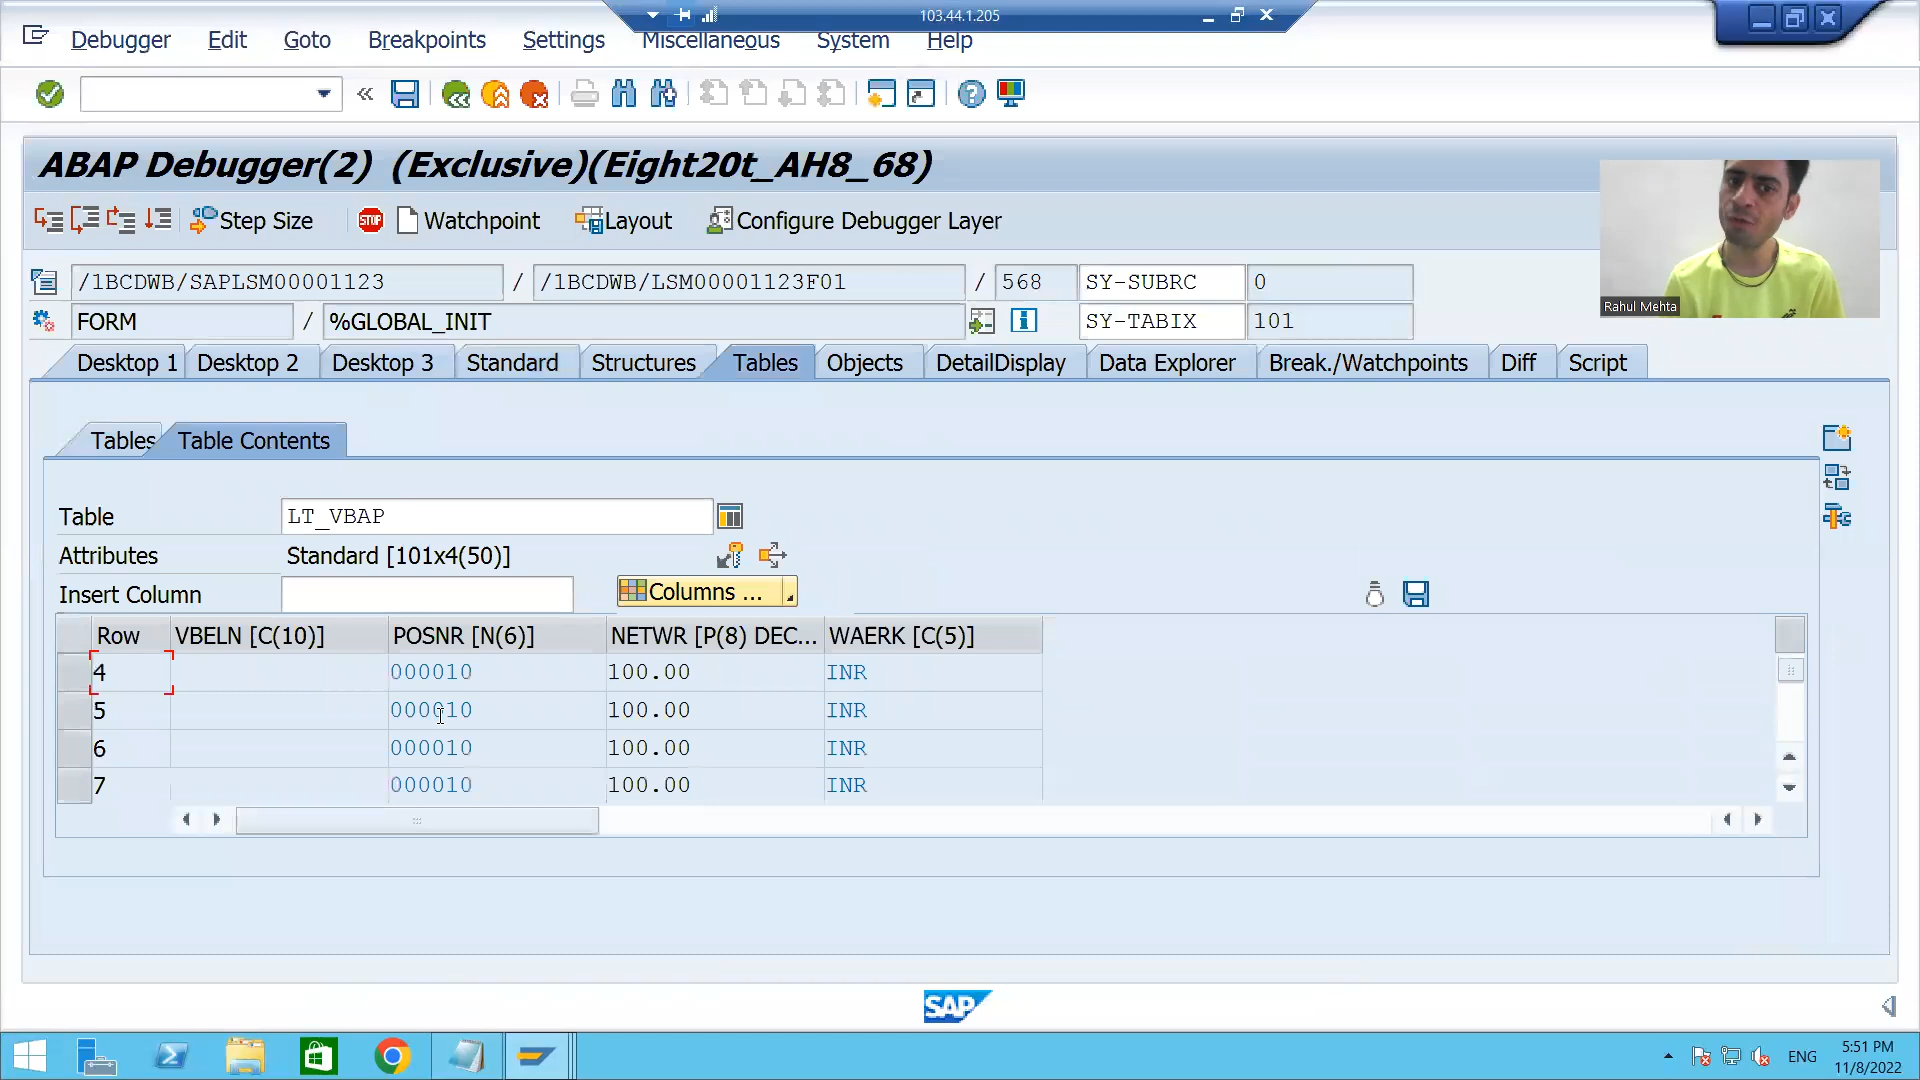 103.44.1.205
Debugger Edit Goto Breakpoints Settings Miscellaneous System Help
ABAP Debugger(2) (Exclusive)(Eight20t_AH8_68)
Step Size STOP Watchpoint Layout Configure Debugger Layer
/1BCDWB/SAPLSM00001123 / /1BCDWB/LSM00001123F01 / 568 SY-SUBRC 0
FORM / %GLOBAL_INIT SY-TABIX 101
Rahul Mehta
Desktop 1 Desktop 2 Desktop 3 Standard Structures Tables Objects DetailDisplay Data Explorer Break./Watchpoints Diff Script
Tables Table Contents
Table LT_VBAP
Attributes Standard [101x4(50)]
Insert Column Columns ...
Row VBELN [C(10)] POSNR [N(6)] NETWR [P(8) DEC... WAERK [C(5)]
4 000010 100.00 INR
5 000010 100.00 INR
6 000010 100.00 INR
7 000010 100.00 INR
SAP
ENG 5:51 PM
11/8/2022